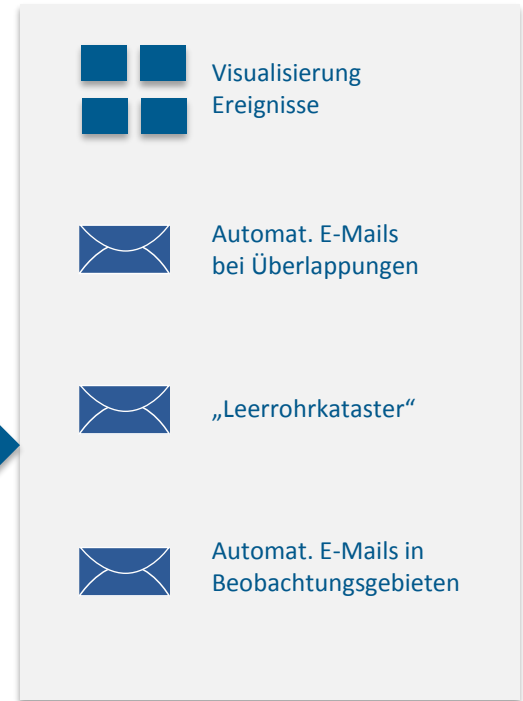 Visualisierung
Ereignisse
Automat. E-Mails
bei Überlappungen
„Leerrohrkataster“
Automat. E-Mails in
Beobachtungsgebieten